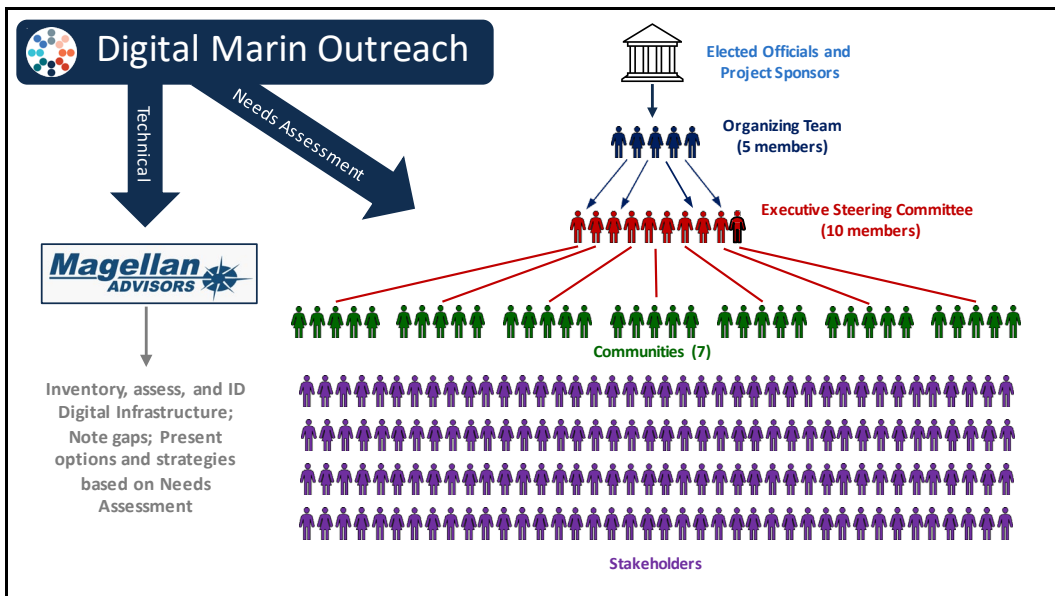 Digital Marin Outreach
Technical
Needs Assessment
Magellan
ADVISORS
Inventory, assess, and ID
Digital Infrastructure;
Note gaps; Present
options and strategies
based on Needs
Assessment
Elected Officials and
Project Sponsors
Organizing Team
(5 members)
Executive Steering Committee
(10 members)
Communities (7)
Stakeholders